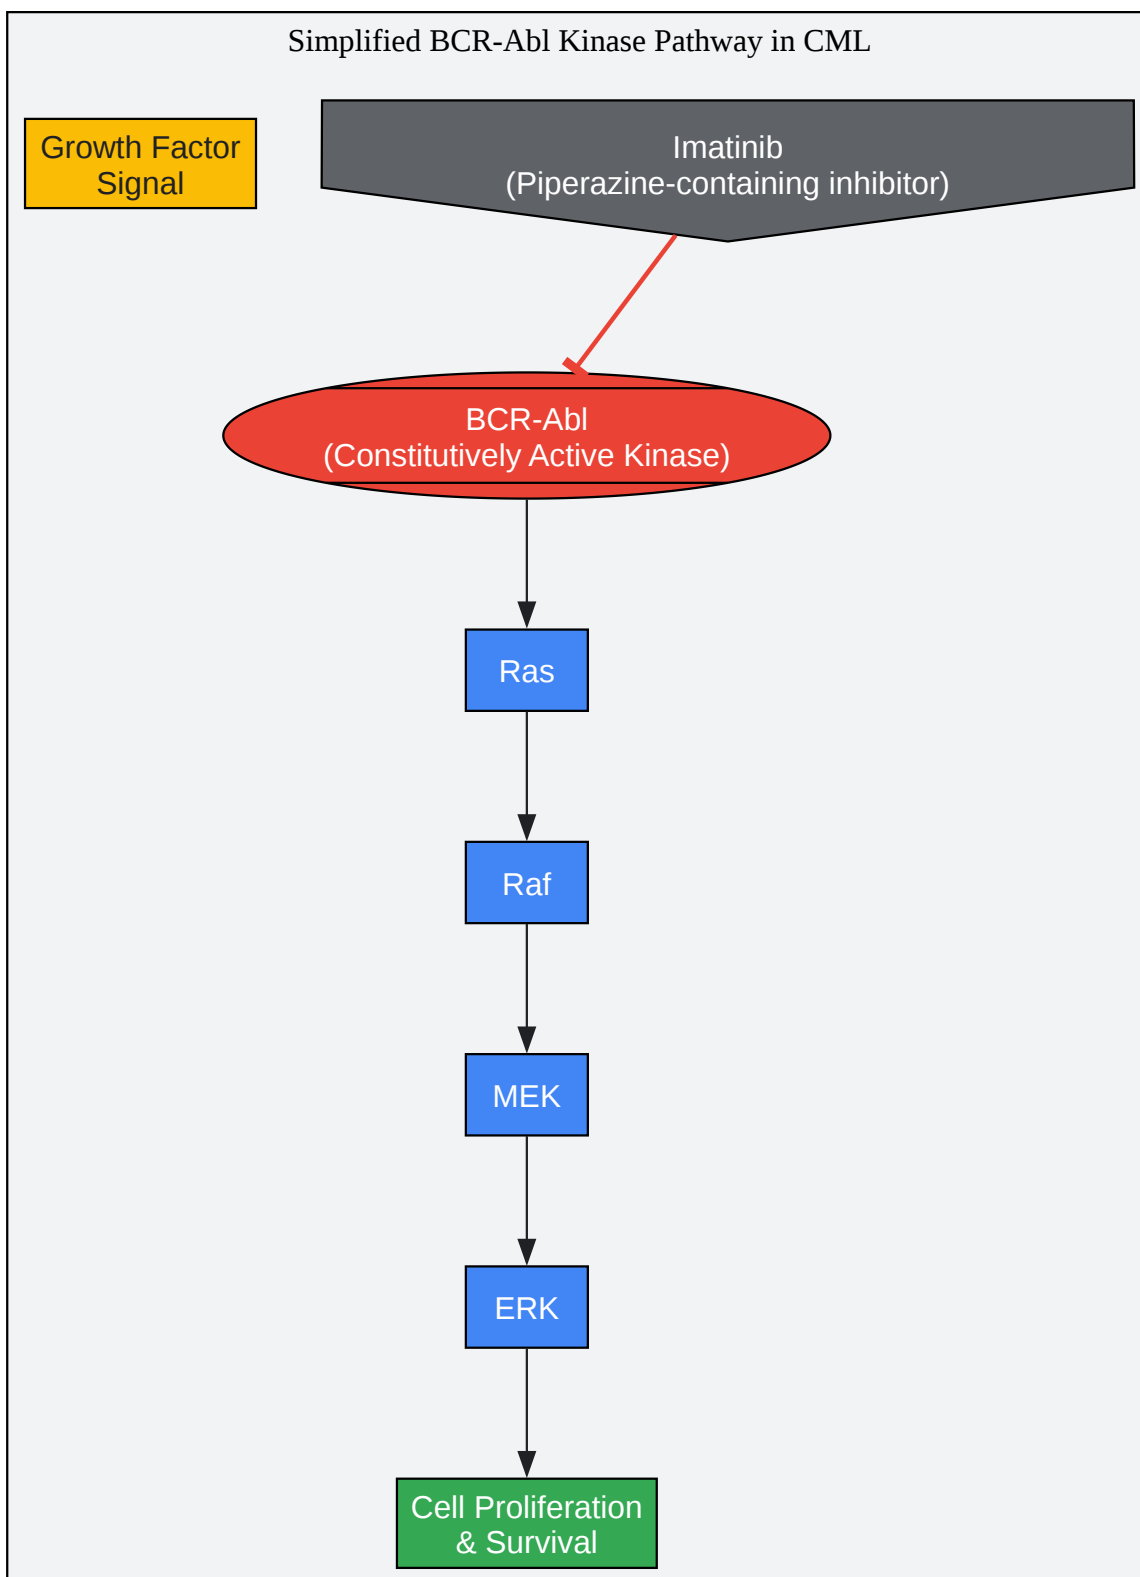 Simplified BCR-Abl Kinase Pathway in CML
Growth Factor
Signal
Imatinib
(Piperazine-containing inhibitor)
BCR-Abl
(Constitutively Active Kinase)
Ras
Raf
MEK
ERK
Cell Proliferation
& Survival